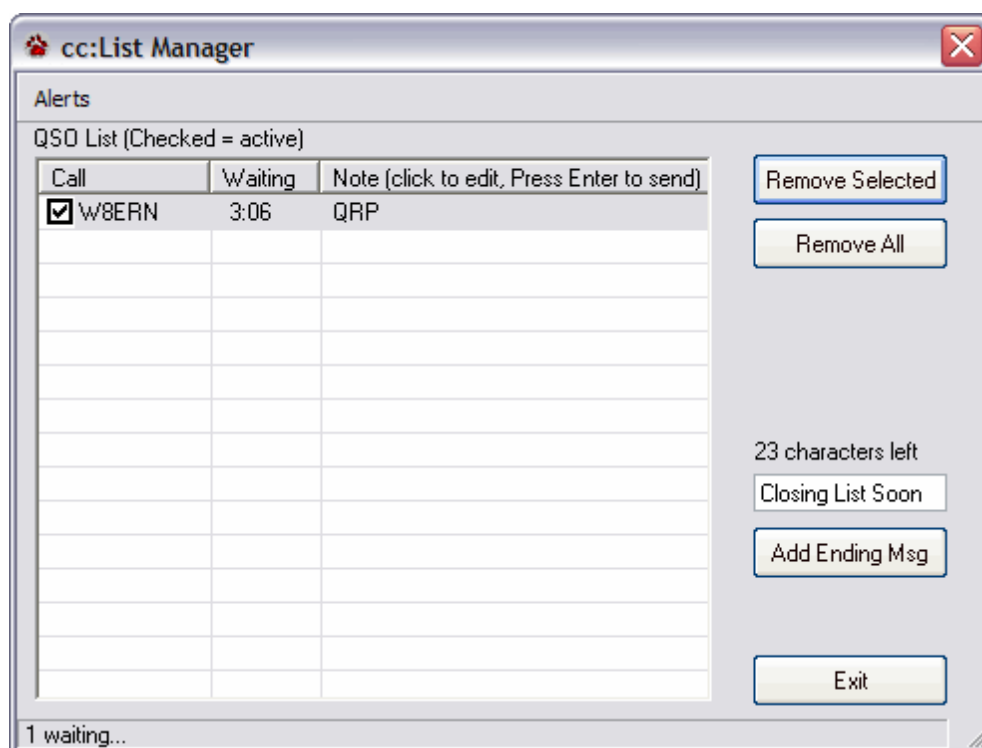 cc:List Manager
Alerts
QSO List (Checked = active)
Call Waiting Note (click to edit, Press Enter to send)
W8ERN 3:06 QRP
Remove Selected
Remove All
23 characters left
Closing List Soon
Add Ending Msg
Exit
1 waiting...